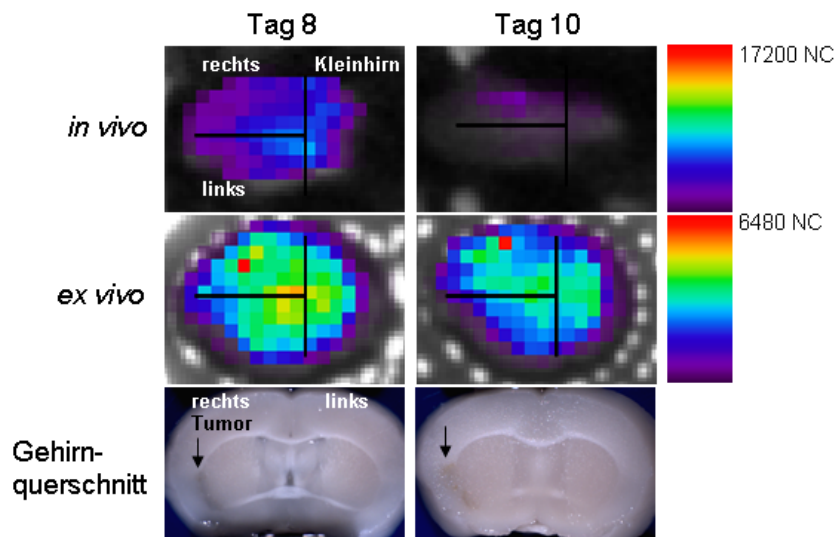 Tag 8
Tag 10
rechts
Kleinhirn
17200 NC
in vivo
links
6480 NC
ex vivo
rechts
links
Tumor
Gehirn-
querschnitt